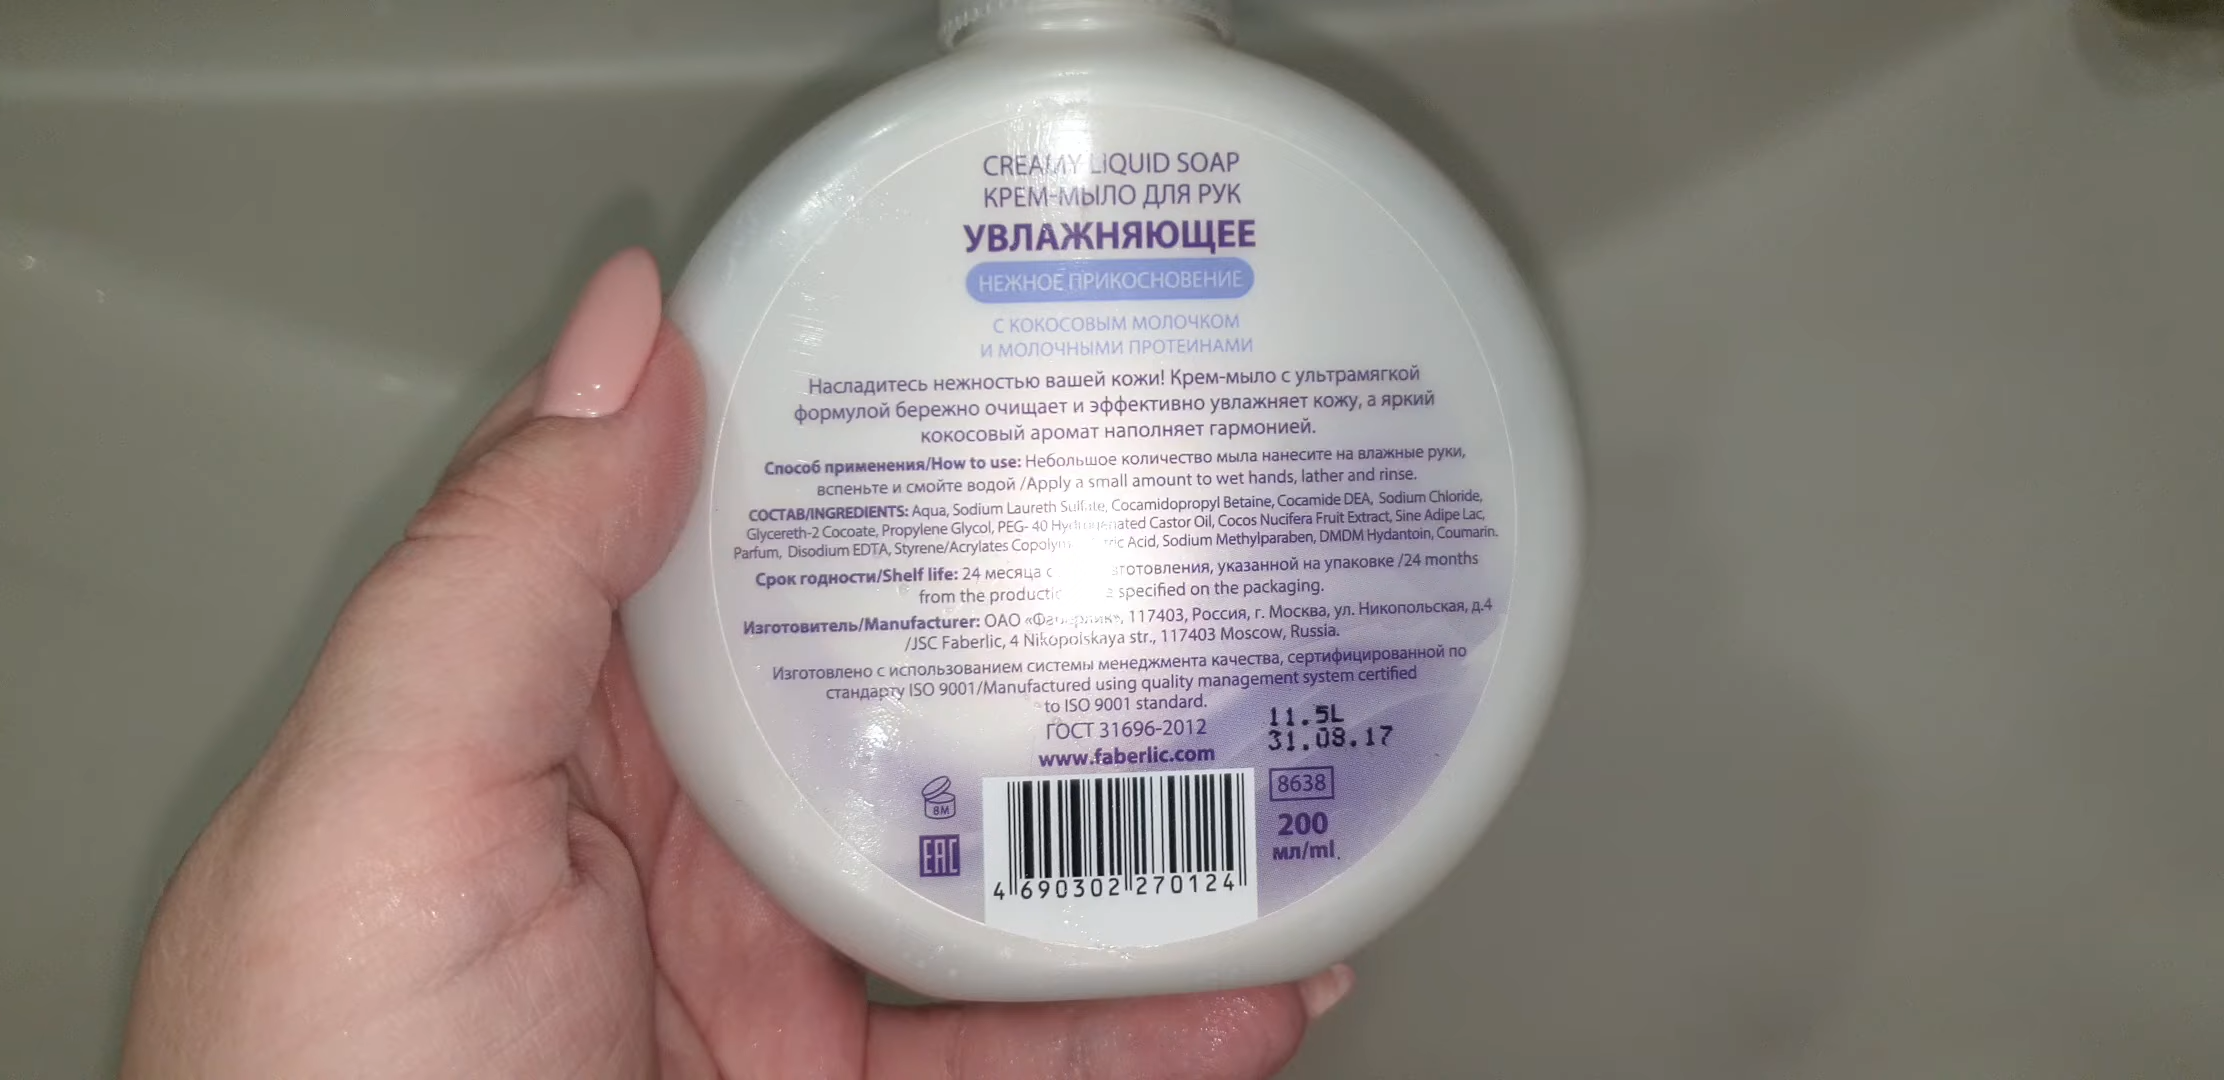 CREAMY LIQUID SOAP
КРЕМ-МЫЛО ДЛЯ РУК
УВЛАЖНЯЮЩЕЕ
НЕЖНОЕ ПРИКОСНОВЕНИЕ
С КОКОСОВЫМ МОЛОЧКОМ
И МОЛОЧНЫМИ ПРОТЕИНАМИ
Насладитесь нежностью вашей кожи! Крем-мыло с ультрамягкой
формулой бережно очищает и эффективно увлажняет кожу, а яркий
кокосовый аромат наполняет гармонией.
Способ применения/How to use: Небольшое количество мыла нанесите на влажные руки,
вспеньте и смойте водой /Apply a small amount to wet hands, lather and rinse.
СОСТАВ/INGREDIENTS: Aqua, Sodium Laureth Sulfate, Cocamidopropyl Betaine, Cocamide DEA, Sodium Chloride,
Glycereth-2 Cocoate, Propylene Glycol, PEG- 40 Hydrogenated Castor Oil, Cocos Nucifera Fruit Extract, Sine Adipe Lac,
Parfum, Disodium EDTA, Styrene/Acrylates Acid, Sodium Methylparaben, DMDM Hydantoin, Coumarin.
Срок годности/Shelf life: 24 месяца указанной на упаковке /24 months
from the specified on the packaging.
Изготовитель/Manufacturer: ОАО «Фаберлик», 117403, Россия, г. Москва, ул. Никопольская, д.4
/JSC Faberlic, 4 Nikopolskaya str., 117403 Moscow, Russia.
Изготовлено с использованием системы менеджмента качества, сертифицированной по
стандарту ISO 9001/Manufactured using quality management system certified
to ISO 9001 standard.
ГОСТ 31696-2012
www.faberlic.com
11.5L
31.08.17
8638
200
мл/ml.
8M
EAC
4 690302 270124